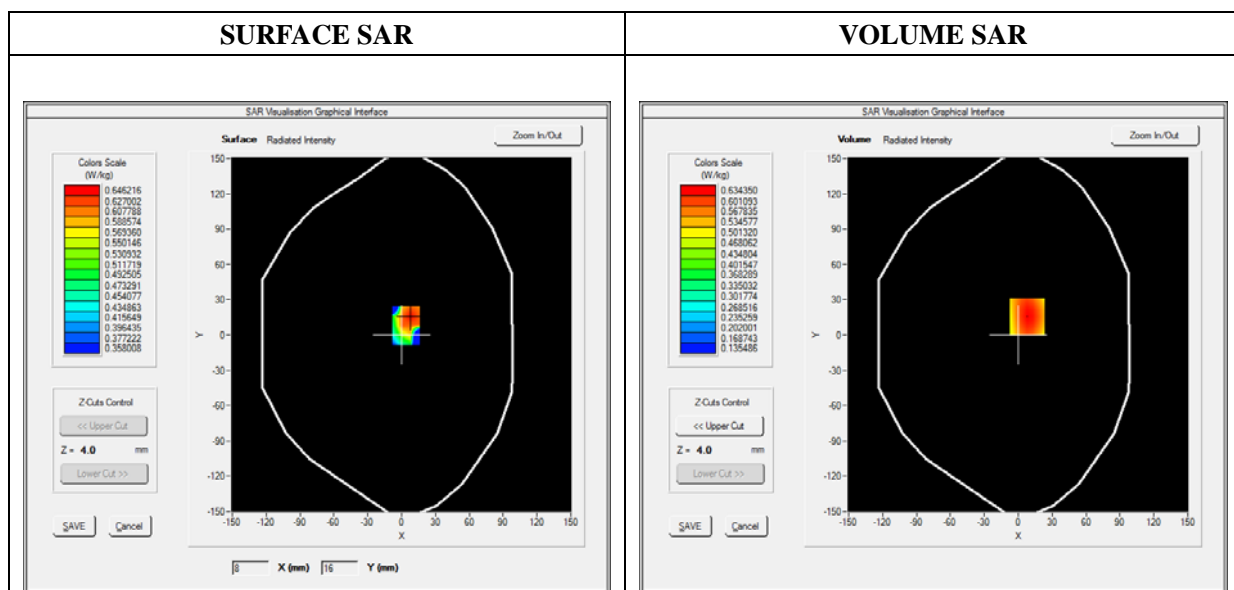 SURFACE SAR
VOLUME SAR
SAR Visualisation Graphical Interface
Surface Radiated Intensity
Zoom In/Out
Colors Scale
(W/kg)
0.646216
0.627002
0.607788
0.588574
0.569360
0.550146
0.530932
0.511719
0.492505
0.473291
0.454077
0.434863
0.415649
0.396435
0.377222
0.358008
Z-Cuts Control
<< Upper Cut
Z = 4.0 mm
Lower Cut >>
SAVE Cancel
150
120
90
60
30
0
-30
-60
-90
-120
-150
Y
-150 -120 -90 -60 -30 0 30 60 90 120 150
X
8 X (mm) 16 Y (mm)
SAR Visualisation Graphical Interface
Volume Radiated Intensity
Zoom In/Out
Colors Scale
(W/kg)
0.634350
0.601093
0.567835
0.534577
0.501320
0.468062
0.434804
0.401547
0.368289
0.335032
0.301774
0.268516
0.235259
0.202001
0.168743
0.135486
Z-Cuts Control
<< Upper Cut
Z = 4.0 mm
Lower Cut >>
SAVE Cancel
150
120
90
60
30
0
-30
-60
-90
-120
-150
Y
-150 -120 -90 -60 -30 0 30 60 90 120 150
X